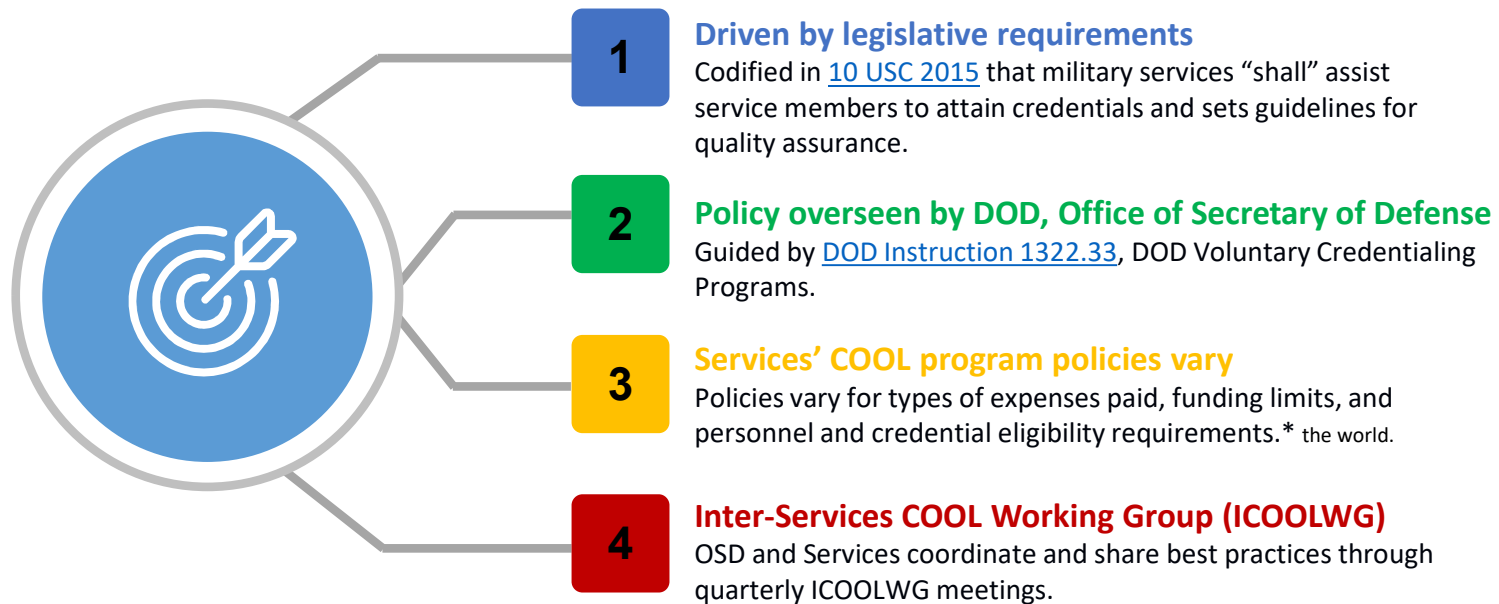 1
Driven by legislative requirements
Codified in 10 USC 2015 that military services “shall” assist
service members to attain credentials and sets guidelines for
quality assurance.
2
Policy overseen by DOD, Office of Secretary of Defense
Guided by DOD Instruction 1322.33, DOD Voluntary Credentialing
Programs.
3
Services’ COOL program policies vary
Policies vary for types of expenses paid, funding limits, and
personnel and credential eligibility requirements.* the world.
4
Inter-Services COOL Working Group (ICOOLWG)
OSD and Services coordinate and share best practices through
quarterly ICOOLWG meetings.